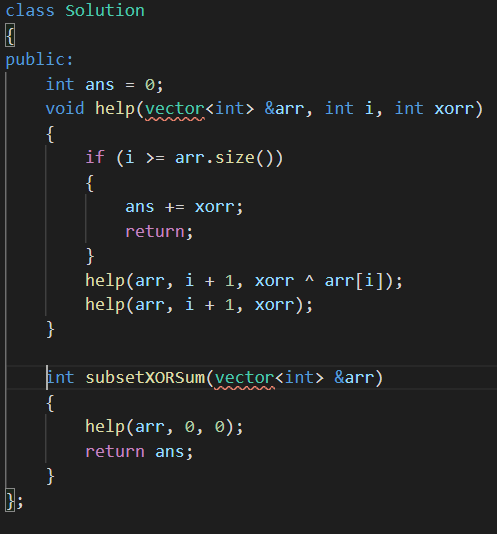 class Solution
{
public:
    int ans = 0;
    void help(vector<int> &arr, int i, int xorr)
    {
        if (i >= arr.size())
        {
            ans += xorr;
            return;
        }
        help(arr, i + 1, xorr ^ arr[i]);
        help(arr, i + 1, xorr);
    }

    int subsetXORSum(vector<int> &arr)
    {
        help(arr, 0, 0);
        return ans;
    }
};